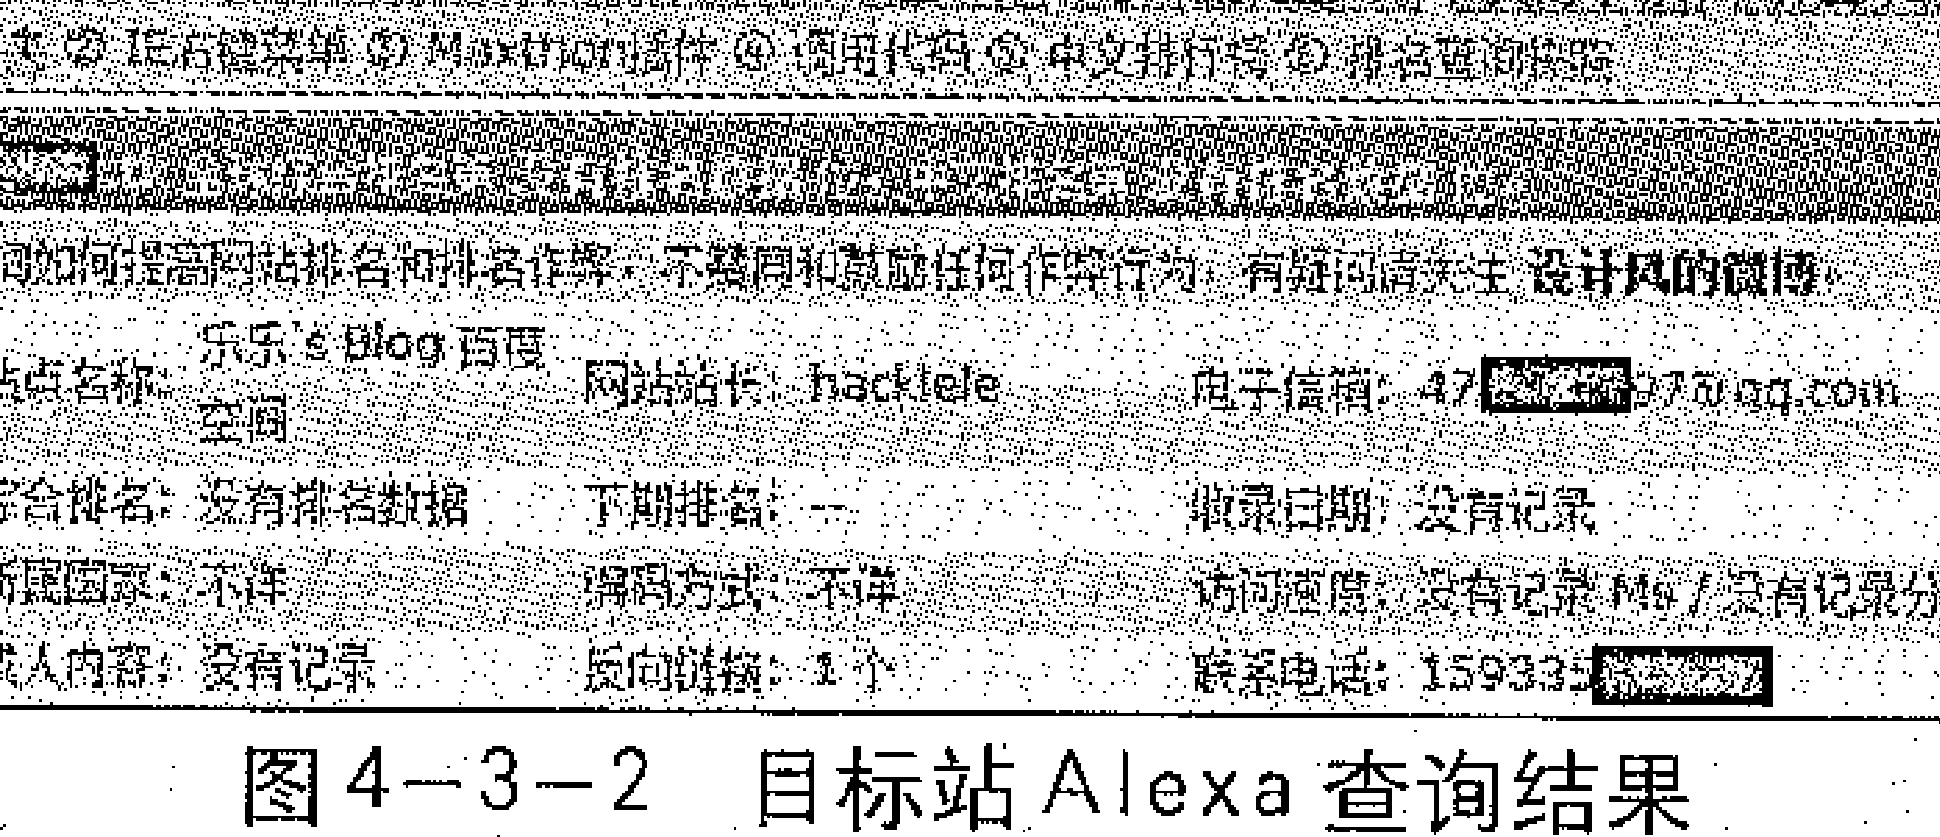 ② 右键菜单 ③ Maxthon插件 ④ 调用代码 ⑤ 中文排行榜 ⑥ 排名查询
如何提高网站排名和排名作弊，不赞同和鼓励任何作弊行为，有疑问请关注 设计风的微博。
站点名称： 乐乐's Blog 百度空间 网站站长： hacklele 电子信箱： 47 97@qq.com
综合排名： 没有排名数据 下期排名： -- 收录日期： 没有记录
所属国家： 不详 编码方式： 不详 访问速度： 没有记录 Ms / 没有记录分
成人内容： 没有记录 反向链接： 1 个 联系电话： 15933
图4-3-2 目标站Alexa查询结果